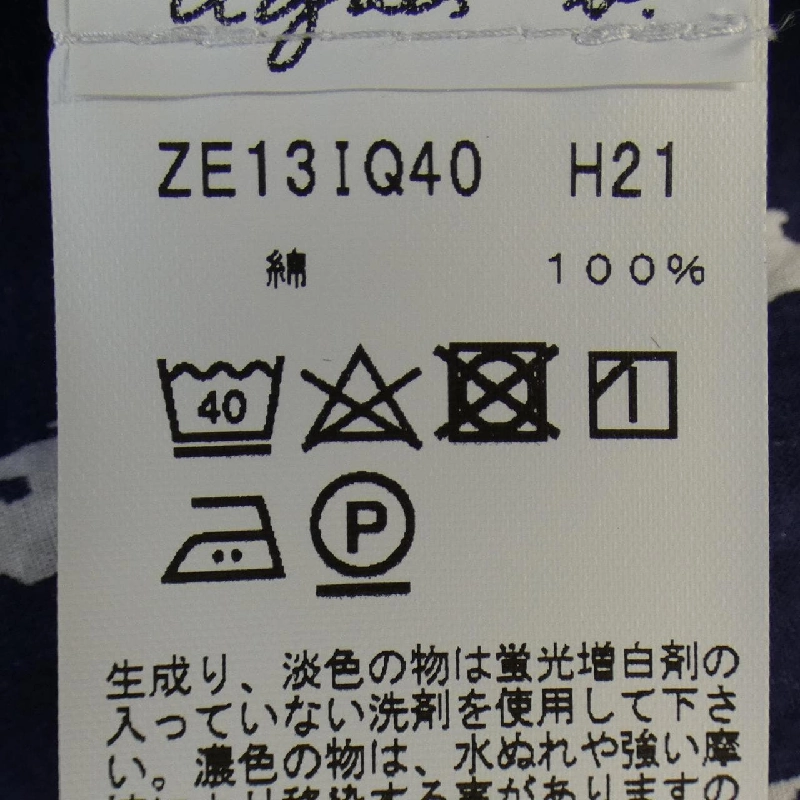 agnès b.
ZE13IQ40 H21
綿 100%
40
P
生成り、淡色の物は蛍光増白剤の
入っていない洗剤を使用して下さ
い。濃色の物は、水ぬれや強い摩